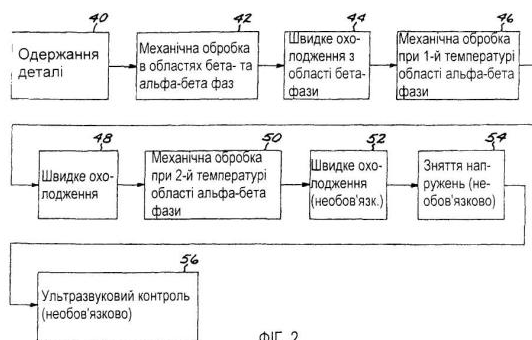 40
Одержання
деталі
42
Механічна обробка
в областях бета- та
альфа-бета фаз
44
Швидке охо-
лодження з
області бета-
фази
46
Механічна обробка
при 1-й температурі
області альфа-бета
фази
48
Швидке охо-
лодження
50
Механічна обробка
при 2-й температурі
області альфа-бета
фази
52
Швидке охо-
лодження
(необов'язк.)
54
Зняття нап-
ружень (не-
обов'язково)
56
Ультразвуковий контроль
(необов'язково)
ФІГ. 2